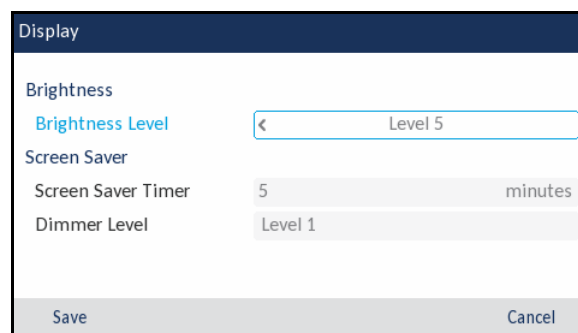 Display
Brightness
Brightness Level < Level 5
Screen Saver
Screen Saver Timer 5 minutes
Dimmer Level Level 1
Save Cancel